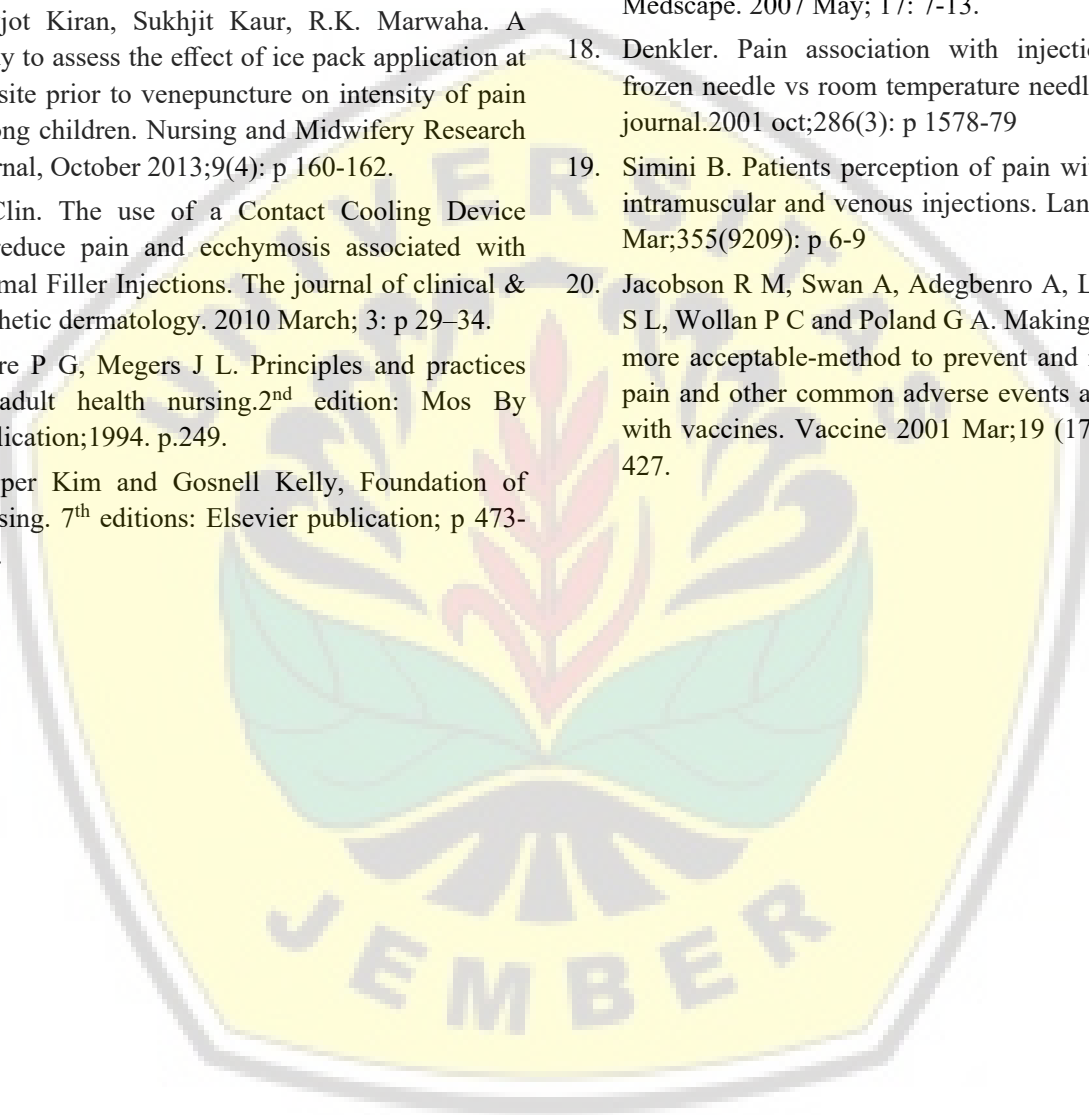 jot Kiran, Sukhjit Kaur, R.K. Marwaha. A
y to assess the effect of ice pack application at
site prior to venepuncture on intensity of pain
ong children. Nursing and Midwifery Research
rnal, October 2013;9(4): p 160-162.
Clin. The use of a Contact Cooling Device
reduce pain and ecchymosis associated with
mal Filler Injections. The journal of clinical &
hetic dermatology. 2010 March; 3: p 29–34.
re P G, Megers J L. Principles and practices
adult health nursing.2nd edition: Mos By
lication;1994. p.249.
per Kim and Gosnell Kelly, Foundation of
sing. 7th editions: Elsevier publication; p 473-
Medscape. 2007 May; 17: 7-13.
18. Denkler. Pain association with injectio
frozen needle vs room temperature needl
journal.2001 oct;286(3): p 1578-79
19. Simini B. Patients perception of pain wi
intramuscular and venous injections. Lan
Mar;355(9209): p 6-9
20. Jacobson R M, Swan A, Adegbenro A, L
S L, Wollan P C and Poland G A. Making
more acceptable-method to prevent and
pain and other common adverse events a
with vaccines. Vaccine 2001 Mar;19 (17
427.
UNIVERSITAS
JEMBER